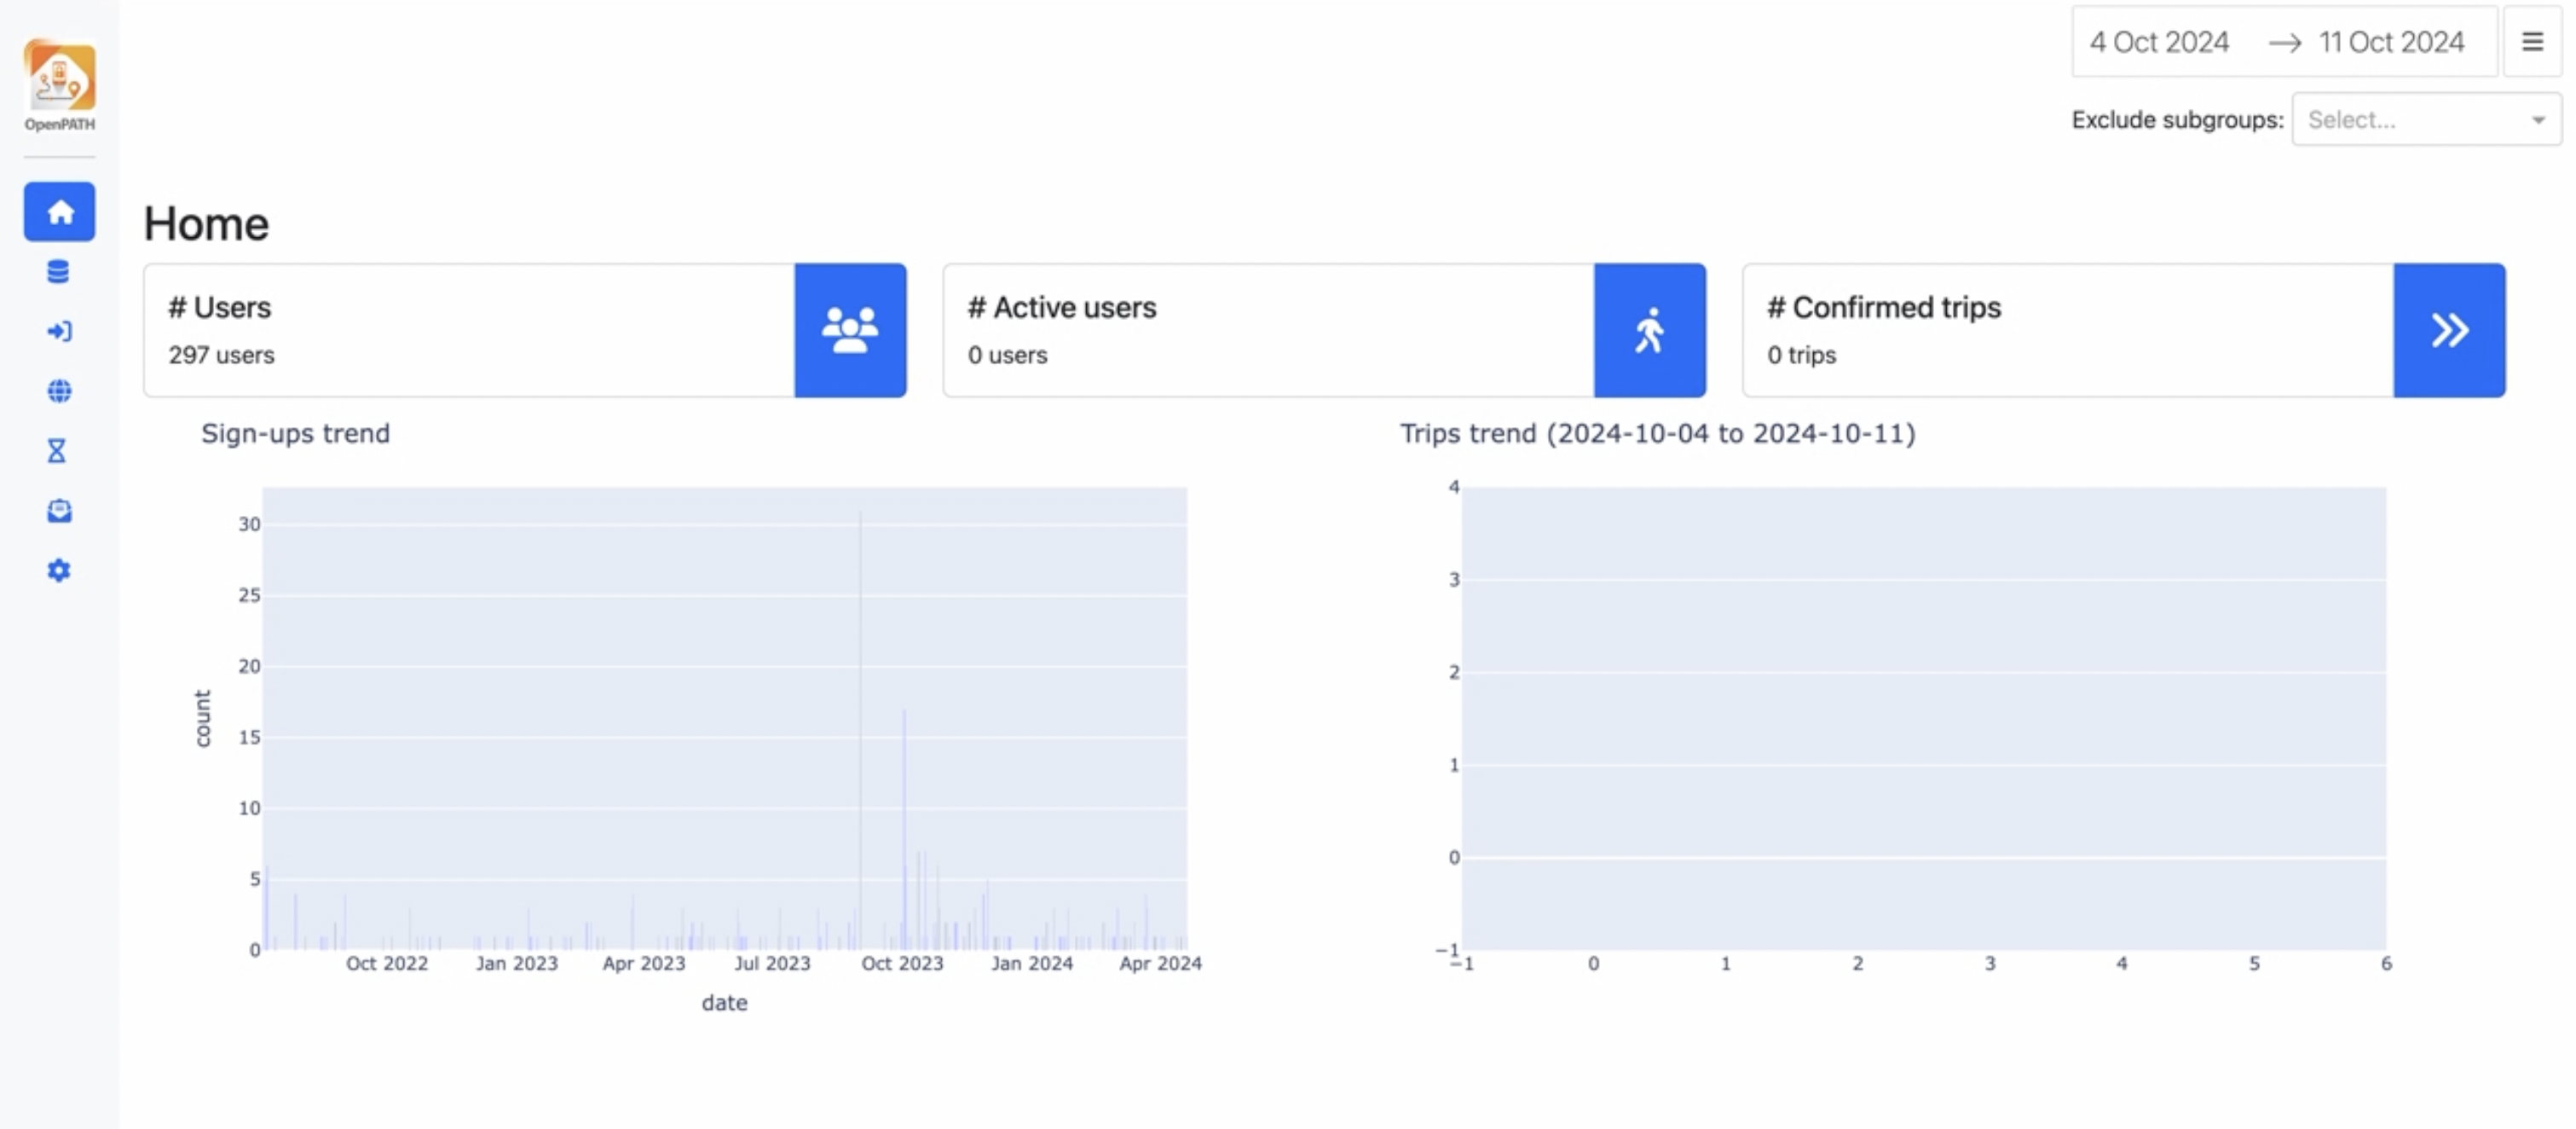 OpenPATH
4 Oct 2024 → 11 Oct 2024
Exclude subgroups: Select...
Home
# Users
297 users
# Active users
0 users
# Confirmed trips
0 trips
Sign-ups trend
30
25
20
15
10
5
0
count
Oct 2022 Jan 2023 Apr 2023 Jul 2023 Oct 2023 Jan 2024 Apr 2024
date
Trips trend (2024-10-04 to 2024-10-11)
4
3
2
1
0
−1
−1 0 1 2 3 4 5 6